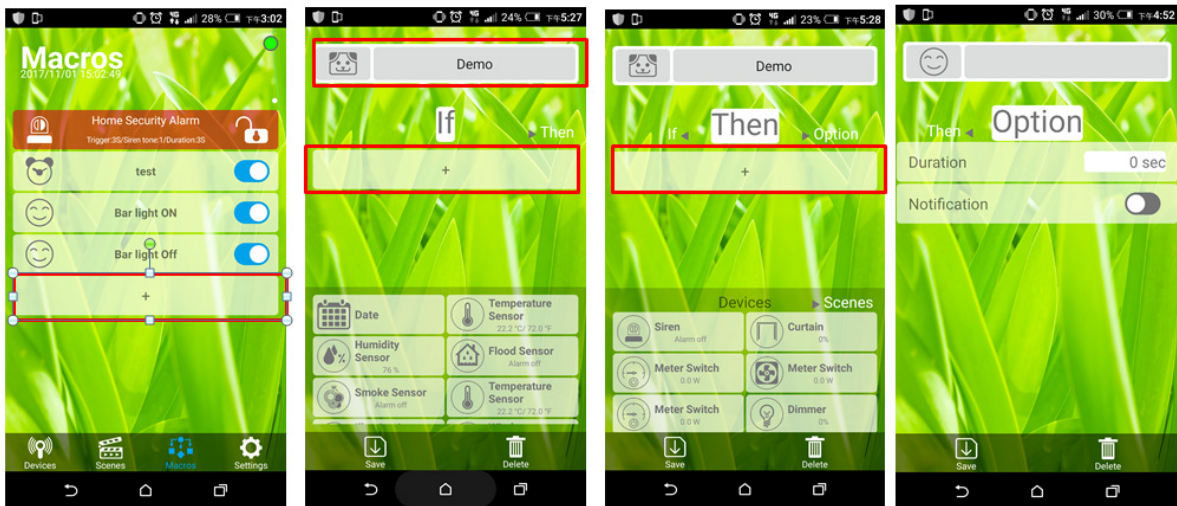 4G 28% 下午3:02
Macros
2017/11/01 15:02:49
Home Security Alarm
Trigger:3S/Siren tone:1/Duration:3S
test
Bar light ON
Bar light Off
+
Devices Scenes Macros Settings
4G 24% 下午5:27
Demo
If ▶ Then
+
Date
Temperature
Sensor
22.2 °C/ 72.0 °F
Humidity
Sensor
76 %
Flood Sensor
Alarm off
Smoke Sensor
Alarm off
Temperature
Sensor
22.2 °C/ 72.0 °F
Save Delete
4G 23% 下午5:28
Demo
If ◀ Then ▶ Option
+
Devices ▶ Scenes
Siren
Alarm off
Curtain
0%
Meter Switch
0.0 W
Meter Switch
0.0 W
Meter Switch
0.0 W
Dimmer
0%
Save Delete
4G 30% 下午4:52
Then ◀ Option
Duration 0 sec
Notification
Save Delete